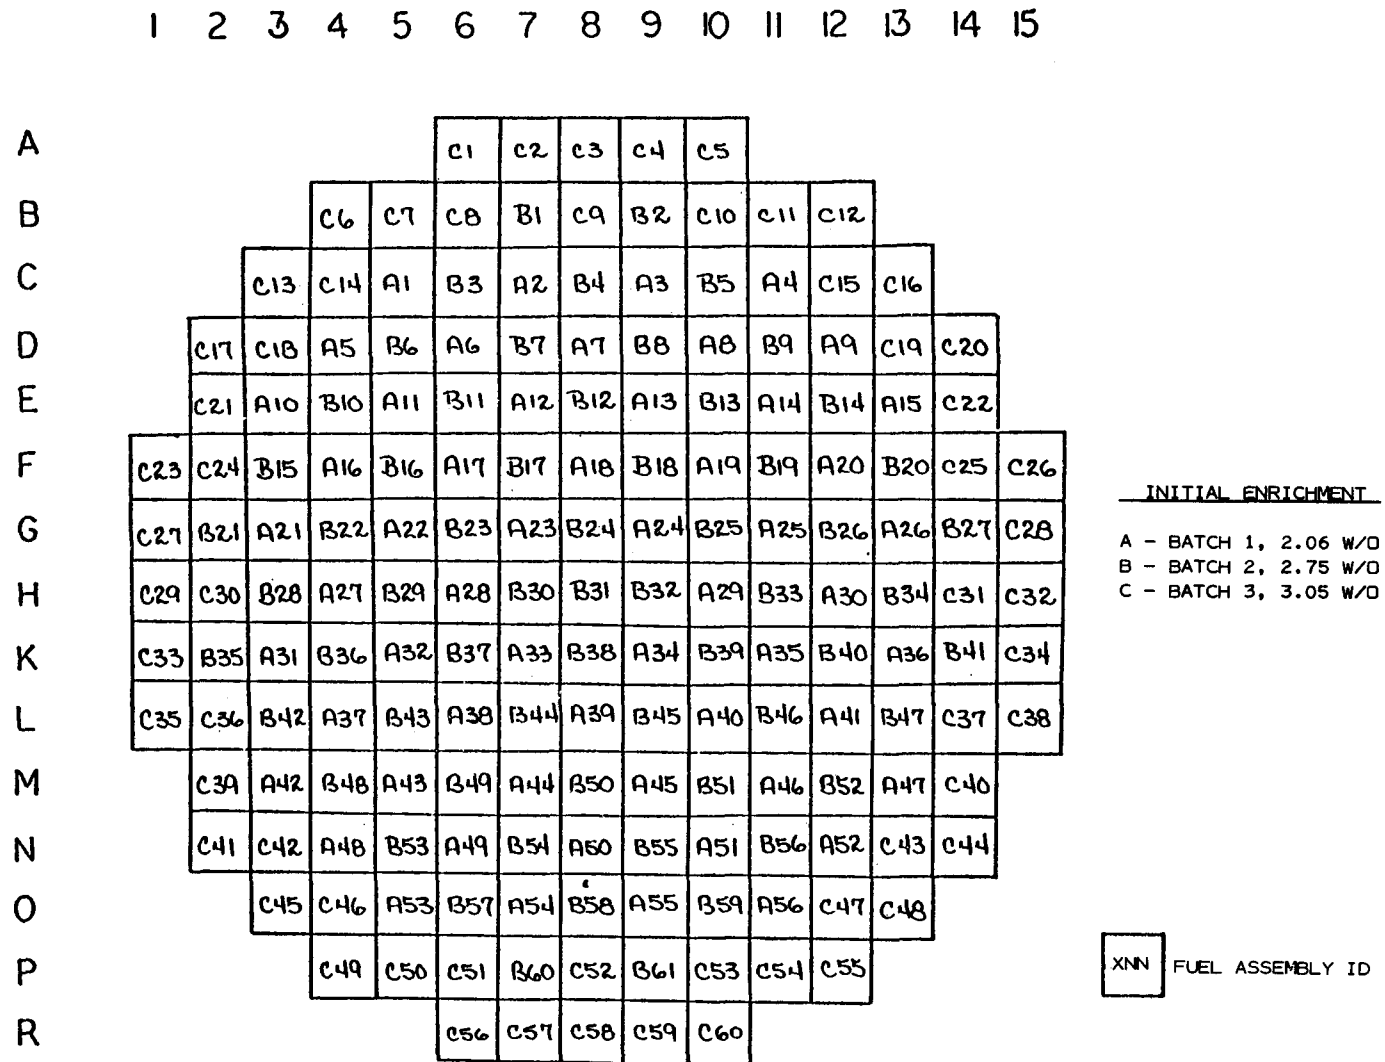 1 2 3 4 5 6 7 8 9 10 11 12 13 14 15
A C1 C2 C3 C4 C5
B C6 C7 C8 B1 C9 B2 C10 C11 C12
C C13 C14 A1 B3 A2 B4 A3 B5 A4 C15 C16
D C17 C18 A5 B6 A6 B7 A7 B8 A8 B9 A9 C19 C20
E C21 A10 B10 A11 B11 A12 B12 A13 B13 A14 B14 A15 C22
F C23 C24 B15 A16 B16 A17 B17 A18 B18 A19 B19 A20 B20 C25 C26
G C27 B21 A21 B22 A22 B23 A23 B24 A24 B25 A25 B26 A26 B27 C28
H C29 C30 B28 A27 B29 A28 B30 B31 B32 A29 B33 A30 B34 C31 C32
K C33 B35 A31 B36 A32 B37 A33 B38 A34 B39 A35 B40 A36 B41 C34
L C35 C36 B42 A37 B43 A38 B44 A39 B45 A40 B46 A41 B47 C37 C38
M C39 A42 B48 A43 B49 A44 B50 A45 B51 A46 B52 A47 C40
N C41 C42 A48 B53 A49 B54 A50 B55 A51 B56 A52 C43 C44
O C45 C46 A53 B57 A54 B58 A55 B59 A56 C47 C48
P C49 C50 C51 B60 C52 B61 C53 C54 C55
R C56 C57 C58 C59 C60
INITIAL ENRICHMENT
A - BATCH 1, 2.06 W/O
B - BATCH 2, 2.75 W/O
C - BATCH 3, 3.05 W/O
XNN FUEL ASSEMBLY ID